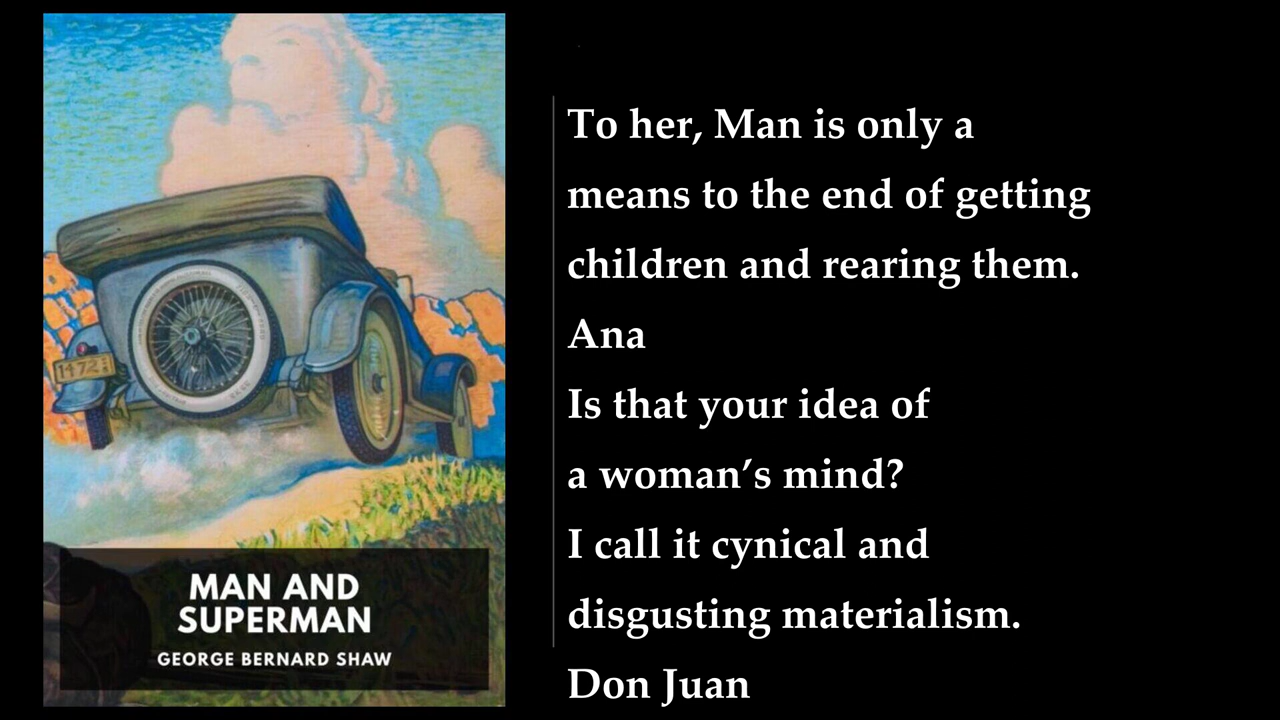 MAN AND
SUPERMAN
GEORGE BERNARD SHAW
1472
To her, Man is only a
means to the end of getting
children and rearing them.
Ana
Is that your idea of
a woman’s mind?
I call it cynical and
disgusting materialism.
Don Juan